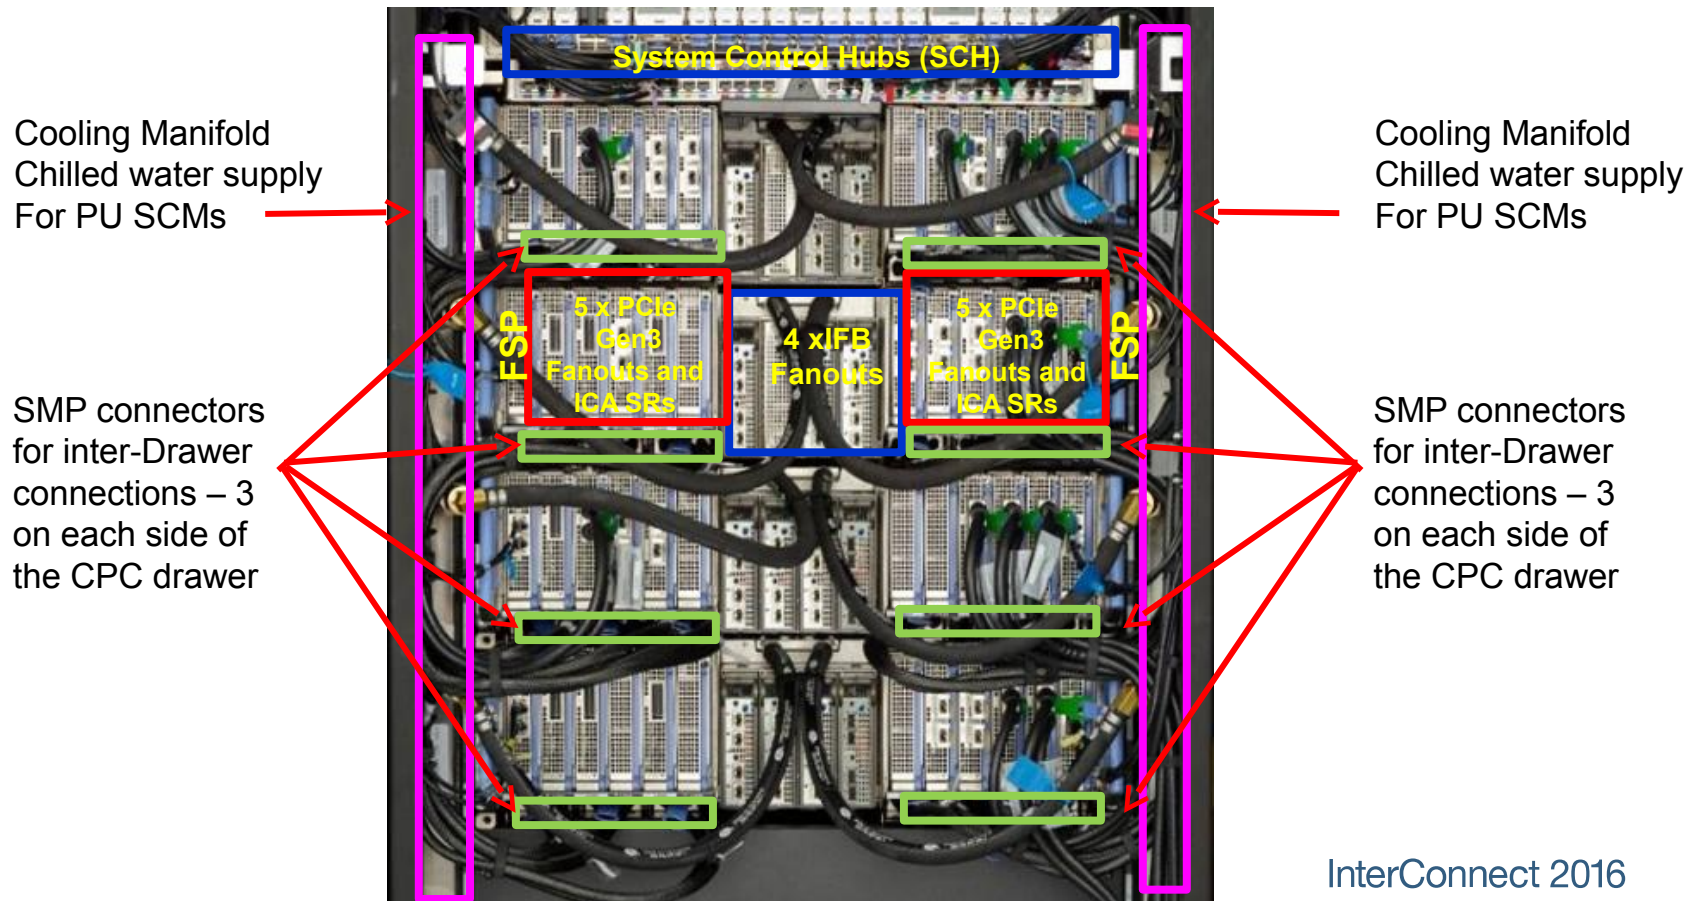 System Control Hubs (SCH)
Cooling Manifold
Chilled water supply
For PU SCMs
Cooling Manifold
Chilled water supply
For PU SCMs
FSP
5 x PCIe
Gen3
Fanouts and
ICA SRs
4 xIFB
Fanouts
5 x PCIe
Gen3
Fanouts and
ICA SRs
FSP
SMP connectors
for inter-Drawer
connections – 3
on each side of
the CPC drawer
SMP connectors
for inter-Drawer
connections – 3
on each side of
the CPC drawer
InterConnect 2016